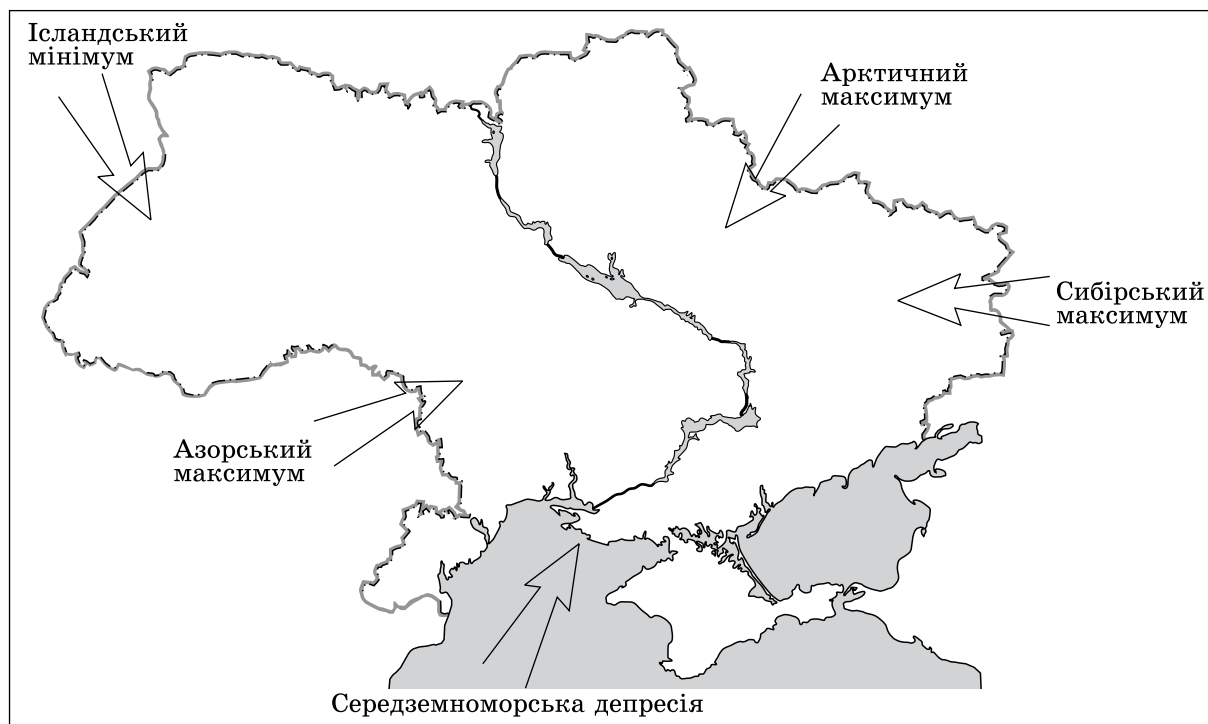 Ісландський
мінімум
Арктичний
максимум
Сибірський
максимум
Азорський
максимум
Середземноморська депресія